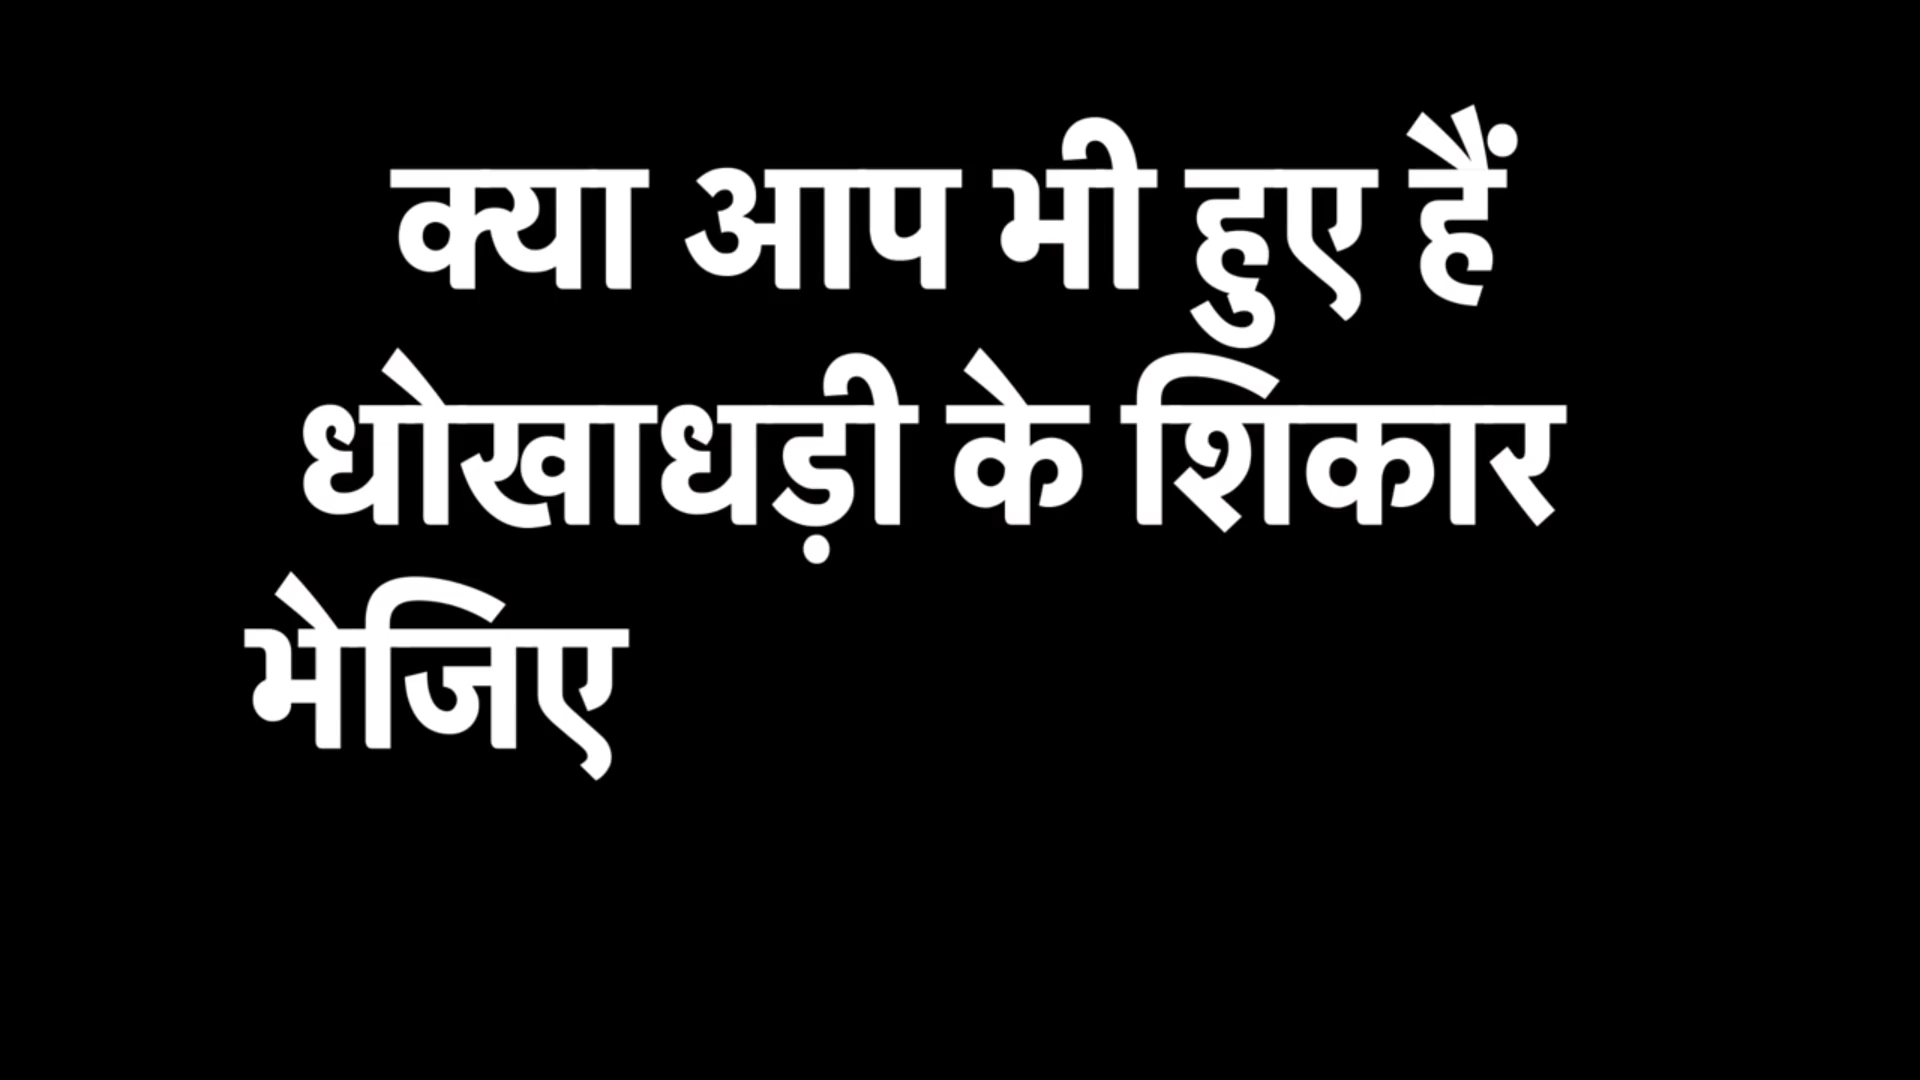 क्या आप भी हुए हैं
धोखाधड़ी के शिकार
भेजिए